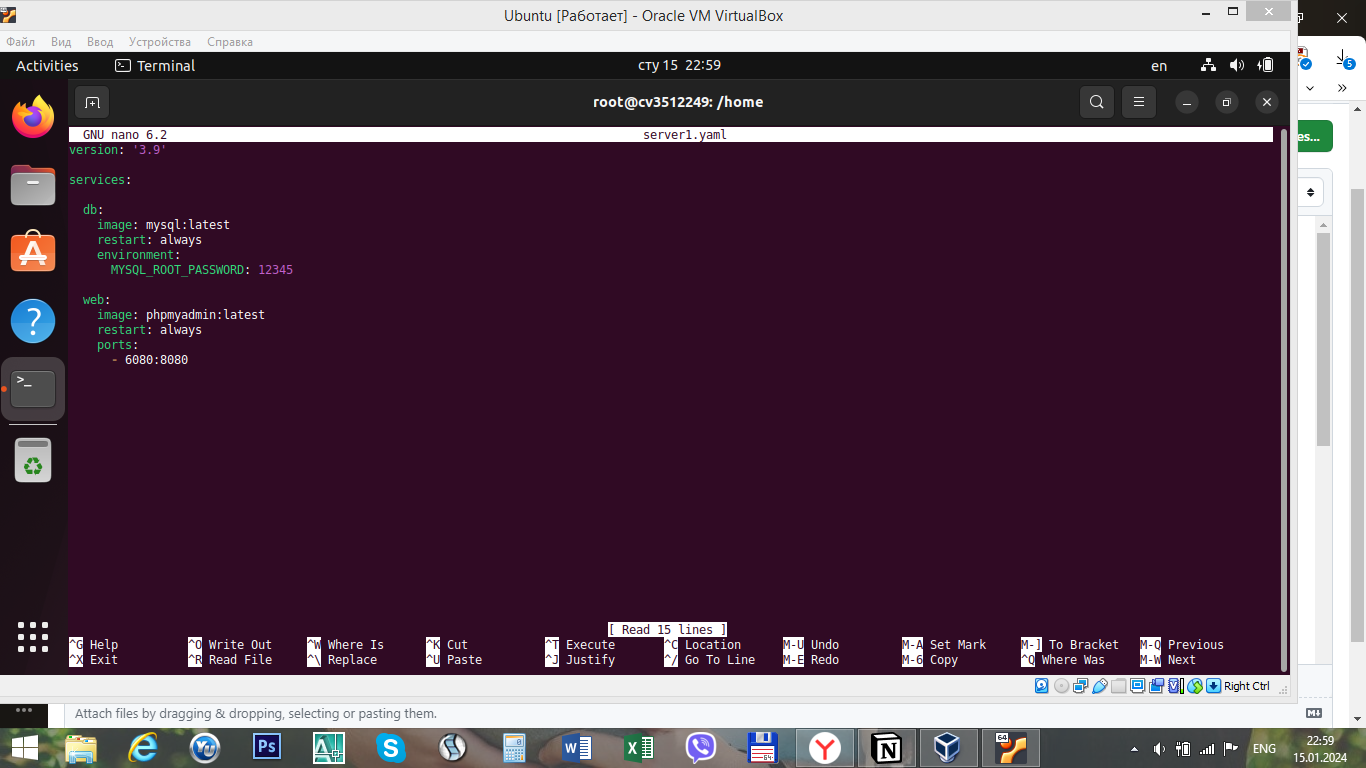 Ubuntu [Работает] - Oracle VM VirtualBox
Файл Вид Ввод Устройства Справка
Activities Terminal сту 15 22:59 en
5
root@cv3512249: /home
GNU nano 6.2 server1.yaml
es...
version: '3.9'
services:
db:
image: mysql:latest
restart: always
environment:
MYSQL_ROOT_PASSWORD: 12345
web:
image: phpmyadmin:latest
restart: always
ports:
- 6080:8080
[ Read 15 lines ]
^G Help ^O Write Out ^W Where Is ^K Cut ^T Execute ^C Location M-U Undo M-A Set Mark M-] To Bracket M-Q Previous
^X Exit ^R Read File ^\ Replace ^U Paste ^J Justify ^/ Go To Line M-E Redo M-6 Copy ^Q Where Was M-W Next
Right Ctrl
Attach files by dragging & dropping, selecting or pasting them.
ENG 22:59
15.01.2024